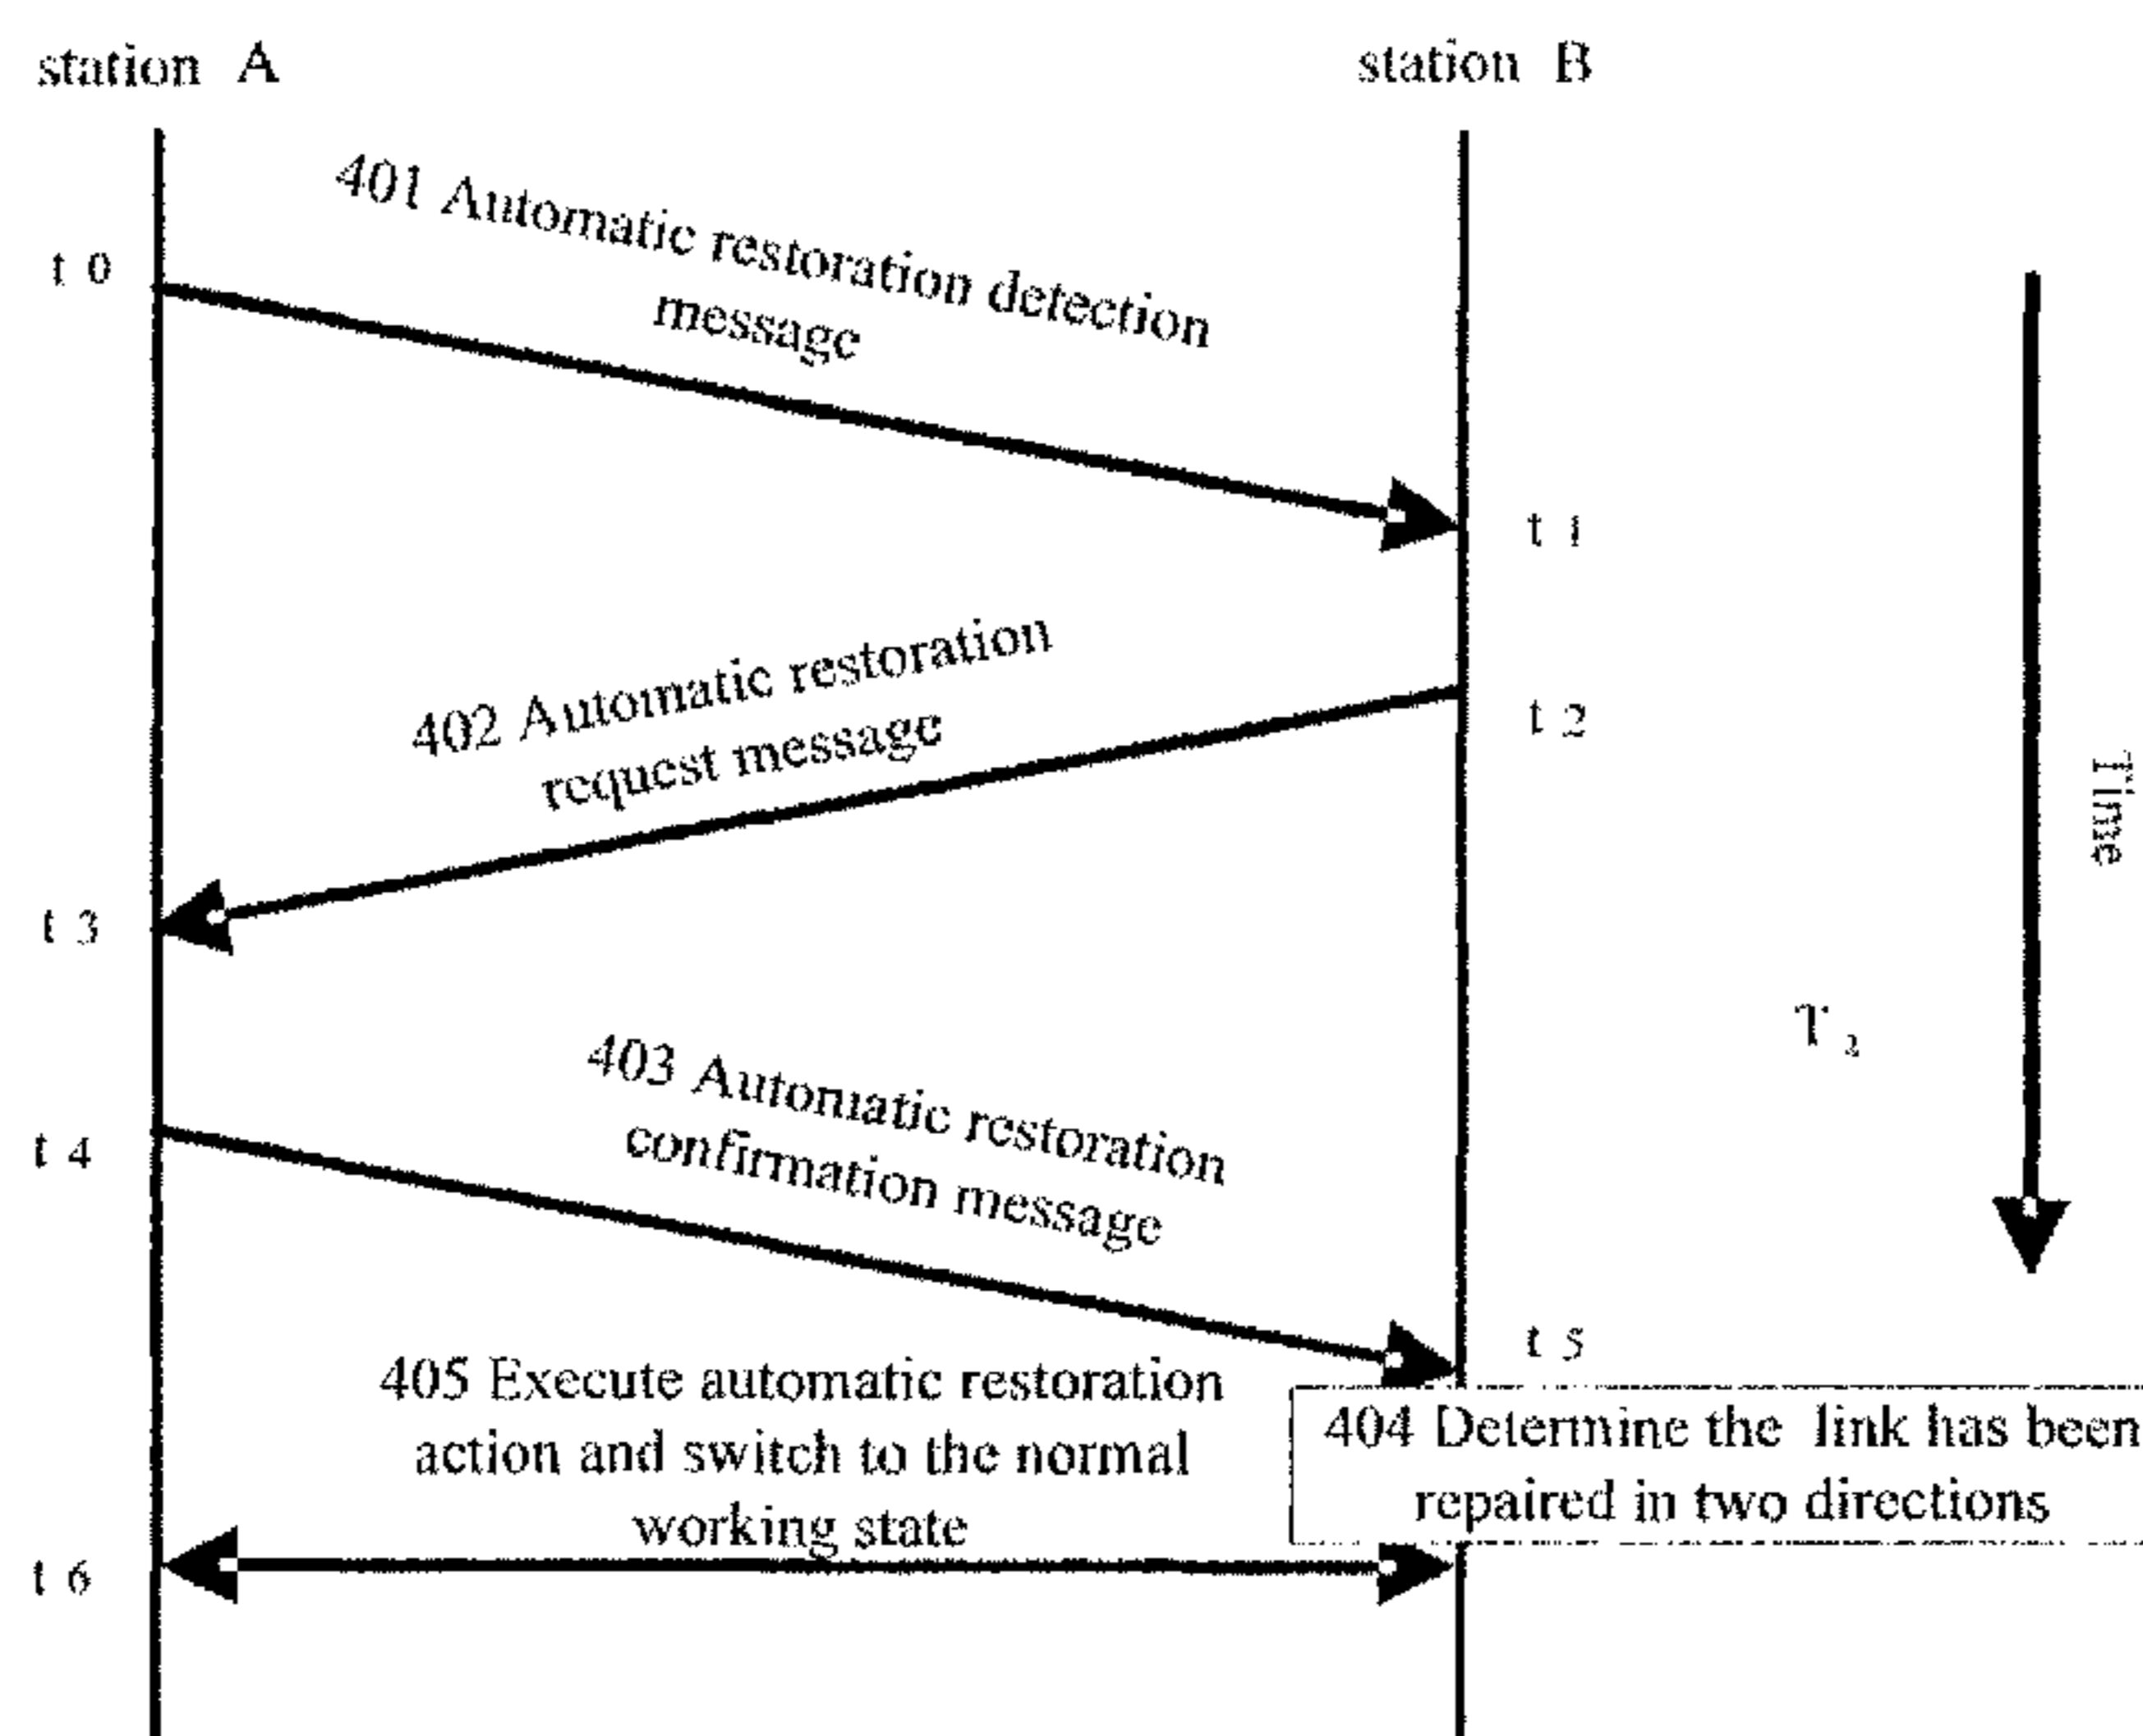 station A
station B
401 Automatic restoration detection
message
t 0
t 1
402 Automatic restoration
request message
t 2
Time
t 3
T 2
403 Automatic restoration
confirmation message
t 4
t 5
405 Execute automatic restoration
action and switch to the normal
working state
404 Determine the link has been
repaired in two directions
t 6